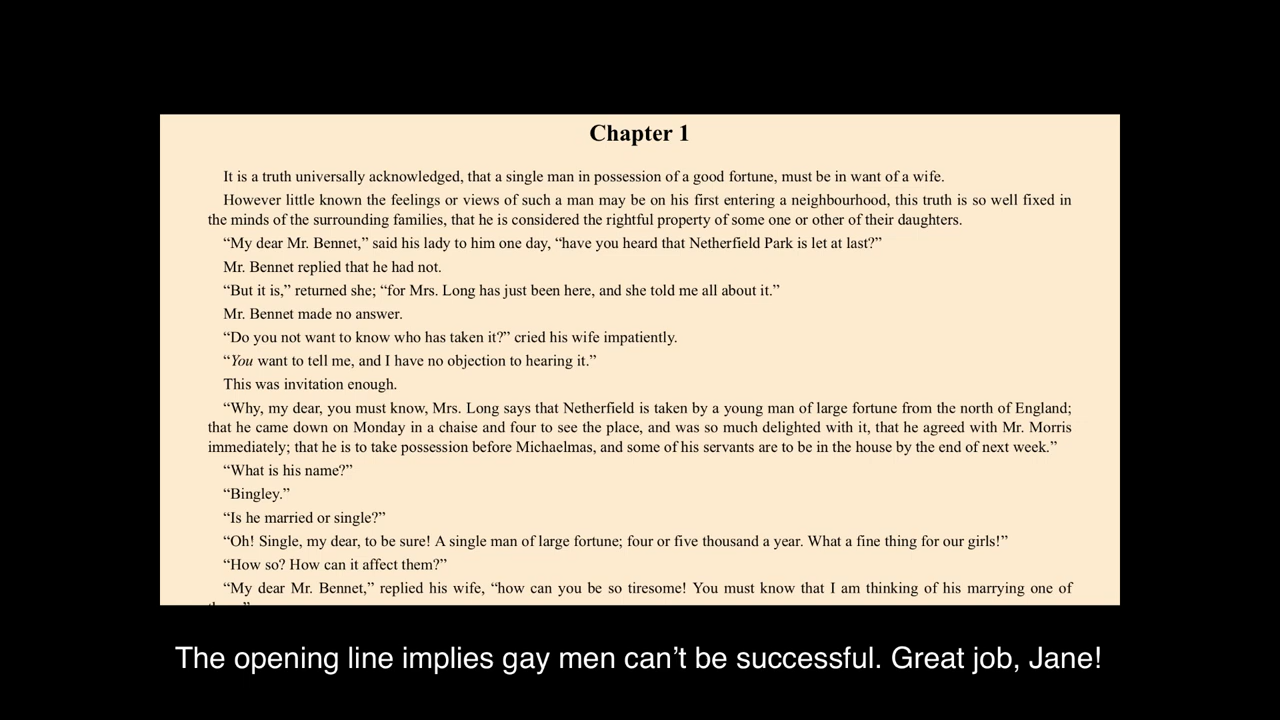 Chapter 1
It is a truth universally acknowledged, that a single man in possession of a good fortune, must be in want of a wife.
However little known the feelings or views of such a man may be on his first entering a neighbourhood, this truth is so well fixed in
the minds of the surrounding families, that he is considered the rightful property of some one or other of their daughters.
“My dear Mr. Bennet,” said his lady to him one day, “have you heard that Netherfield Park is let at last?”
Mr. Bennet replied that he had not.
“But it is,” returned she; “for Mrs. Long has just been here, and she told me all about it.”
Mr. Bennet made no answer.
“Do you not want to know who has taken it?” cried his wife impatiently.
“You want to tell me, and I have no objection to hearing it.”
This was invitation enough.
“Why, my dear, you must know, Mrs. Long says that Netherfield is taken by a young man of large fortune from the north of England;
that he came down on Monday in a chaise and four to see the place, and was so much delighted with it, that he agreed with Mr. Morris
immediately; that he is to take possession before Michaelmas, and some of his servants are to be in the house by the end of next week.”
“What is his name?”
“Bingley.”
“Is he married or single?”
“Oh! Single, my dear, to be sure! A single man of large fortune; four or five thousand a year. What a fine thing for our girls!”
“How so? How can it affect them?”
“My dear Mr. Bennet,” replied his wife, “how can you be so tiresome! You must know that I am thinking of his marrying one of
The opening line implies gay men can’t be successful. Great job, Jane!